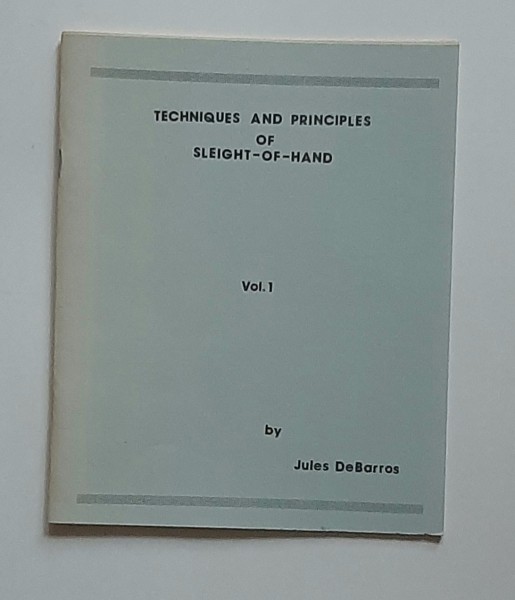 TECHNIQUES AND PRINCIPLES
OF
SLEIGHT-OF-HAND
Vol.1
by
Jules DeBarros